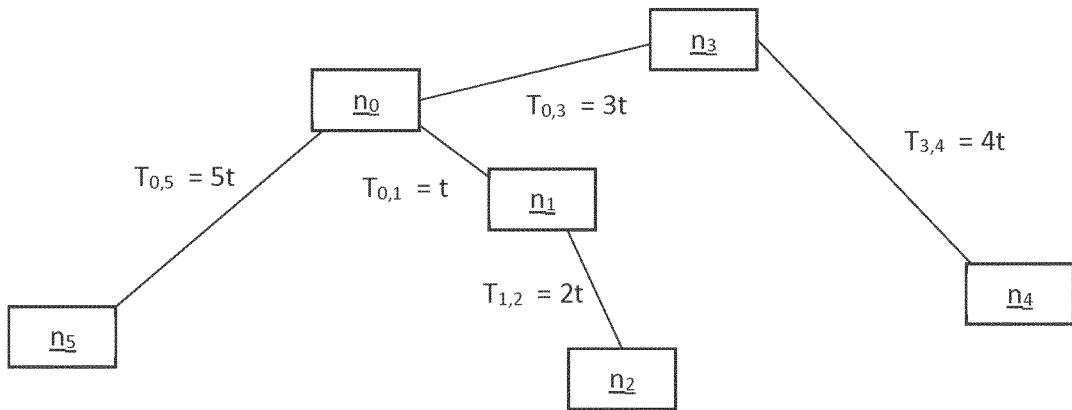 n₃
n₀
T₀,₃ = 3t
T₃,₄ = 4t
T₀,₅ = 5t
T₀,₁ = t
n₁
T₁,₂ = 2t
n₄
n₅
n₂